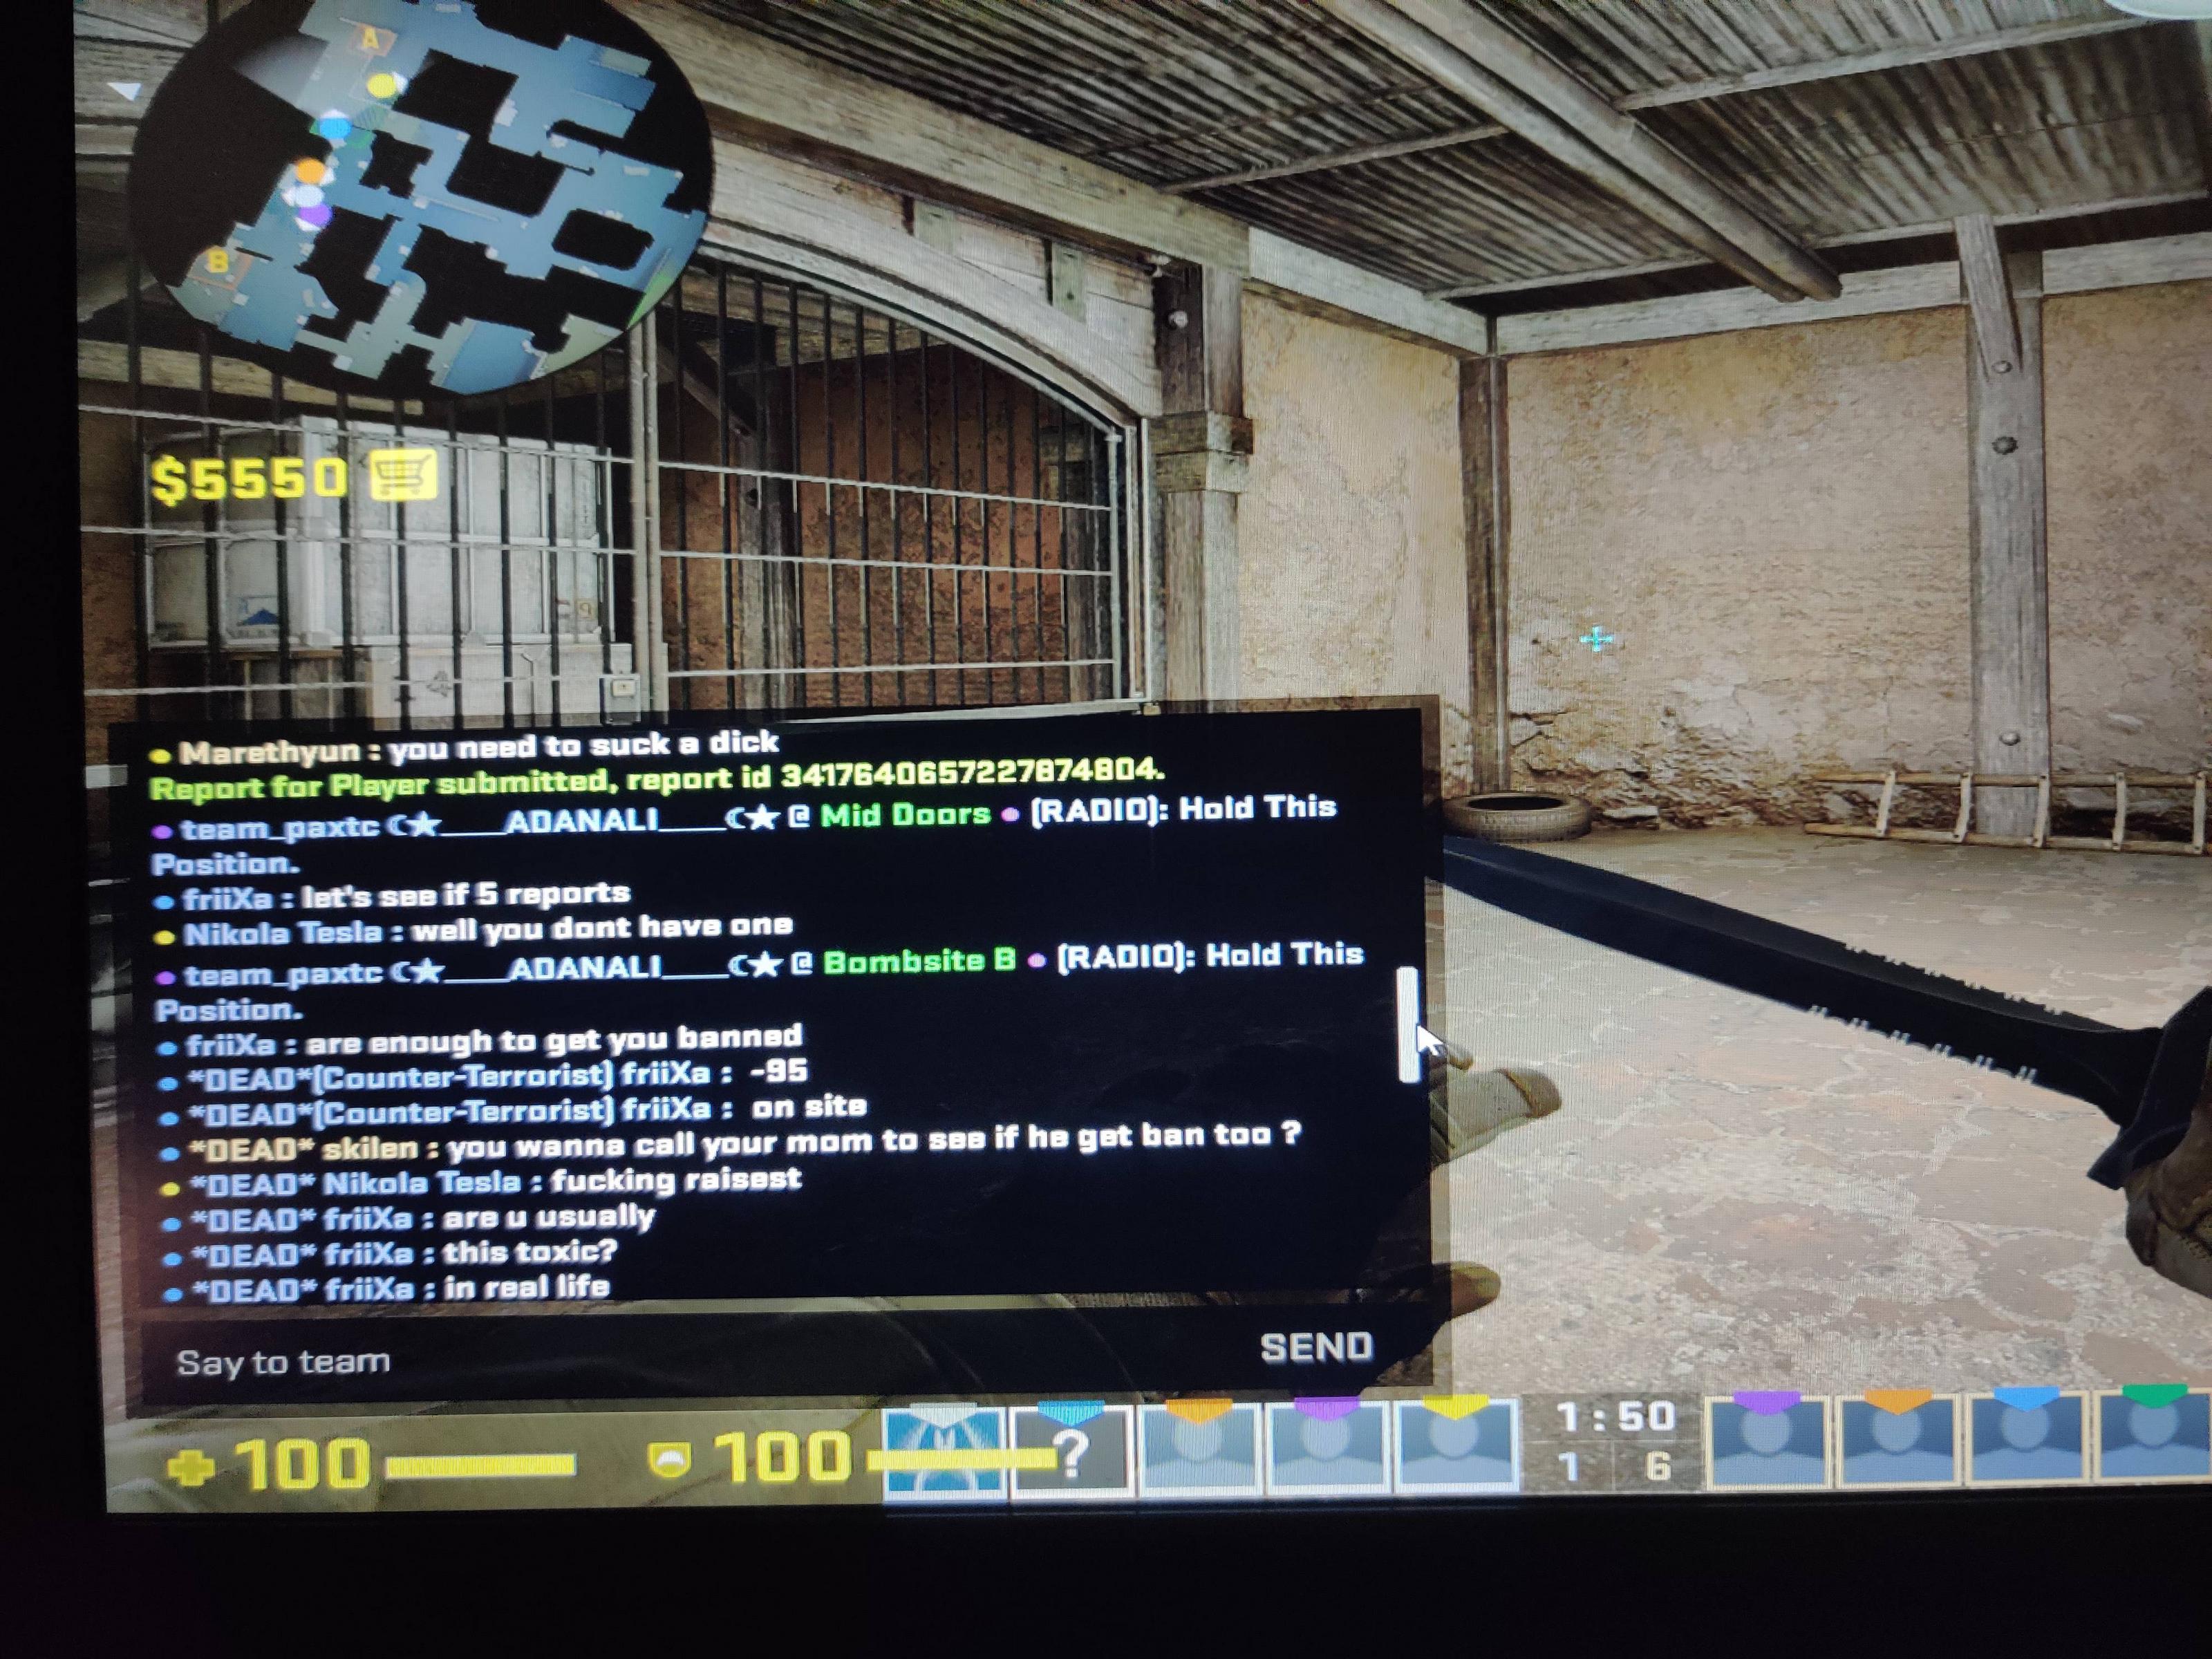 A
B
$5550
Marethyun : you need to suck a dick
Report for Player submitted, report id 3417640657227874804.
team_paxtc ☾★___ADANALI___☾★ @ Mid Doors ● (RADIO): Hold This
Position.
friiXa : let's see if 5 reports
Nikola Tesla : well you dont have one
team_paxtc ☾★___ADANALI___☾★ @ Bombsite B ● (RADIO): Hold This
Position.
friiXa : are enough to get you banned
*DEAD*(Counter-Terrorist) friiXa : -95
*DEAD*(Counter-Terrorist) friiXa : on site
*DEAD* skilen : you wanna call your mom to see if he get ban too ?
*DEAD* Nikola Tesla : fucking raisest
*DEAD* friiXa : are u usually
*DEAD* friiXa : this toxic?
*DEAD* friiXa : in real life
Say to team SEND
100 100 ? 1:50
1 6